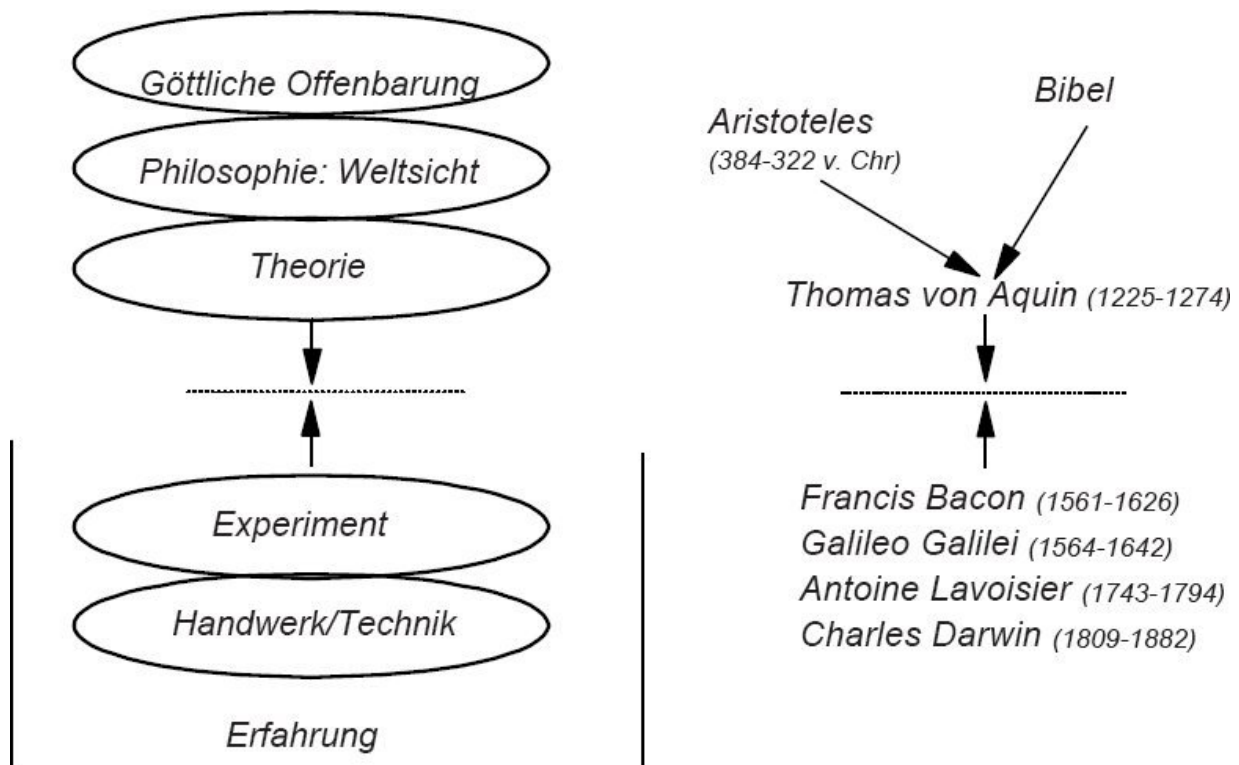 Göttliche Offenbarung
Philosophie: Weltsicht
Theorie
Experiment
Handwerk/Technik
Erfahrung
Bibel
Aristoteles
(384-322 v. Chr)
Thomas von Aquin (1225-1274)
Francis Bacon (1561-1626)
Galileo Galilei (1564-1642)
Antoine Lavoisier (1743-1794)
Charles Darwin (1809-1882)